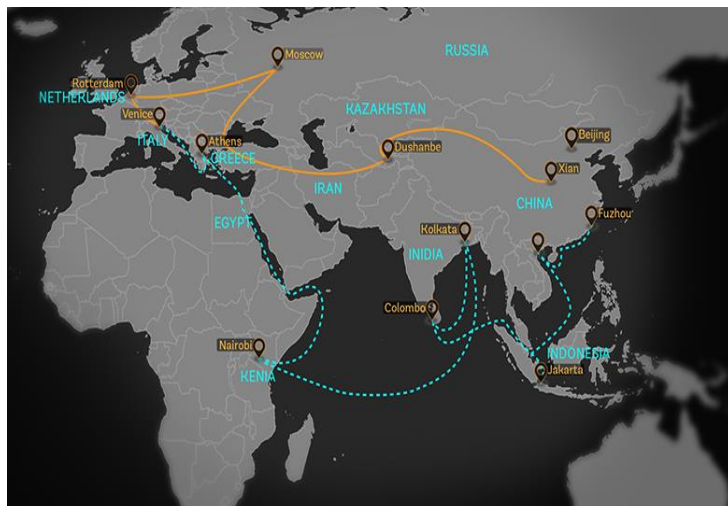 RUSSIA
Moscow
Rotterdam
NETHERLANDS
KAZAKHSTAN
Venice
ITALY
Athens
GREECE
Dushanbe
Beijing
Xian
IRAN
CHINA
Fuzhou
EGYPT
Kolkata
INIDIA
Colombo
Nairobi
KENIA
INDONESIA
Jakarta